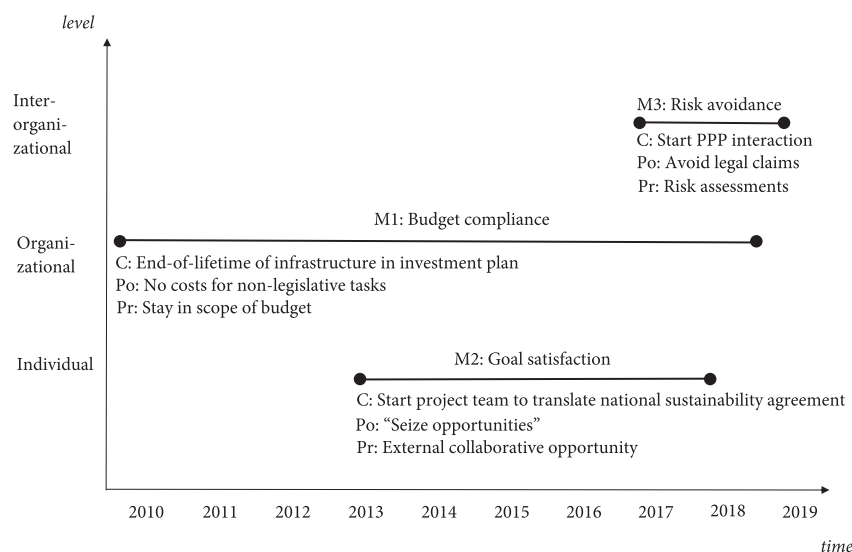 level
Inter-
organi-
zational
M3: Risk avoidance
C: Start PPP interaction
Po: Avoid legal claims
Pr: Risk assessments
Organi-
zational
M1: Budget compliance
C: End-of-lifetime of infrastructure in investment plan
Po: No costs for non-legislative tasks
Pr: Stay in scope of budget
Individual
M2: Goal satisfaction
C: Start project team to translate national sustainability agreement
Po: “Seize opportunities”
Pr: External collaborative opportunity
2010 2011 2012 2013 2014 2015 2016 2017 2018 2019
time